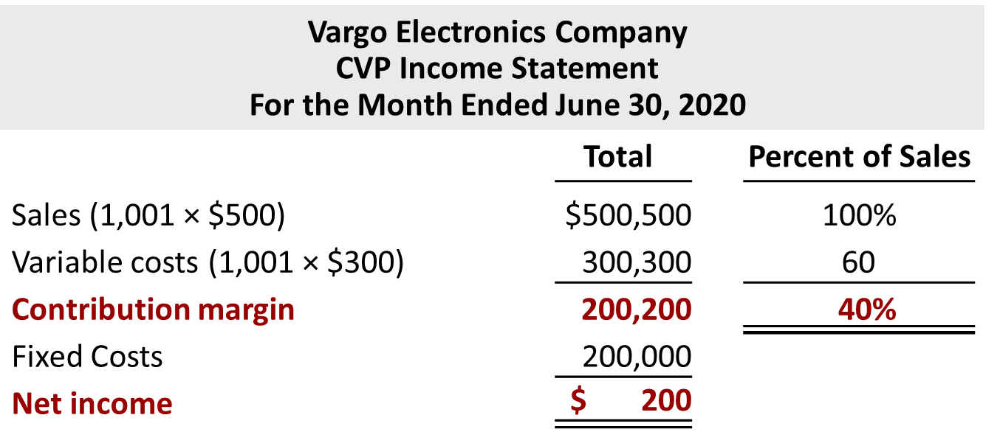 Vargo Electronics Company
CVP Income Statement
For the Month Ended June 30, 2020
Total Percent of Sales
Sales (1,001 × $500) $500,500 100%
Variable costs (1,001 × $300) 300,300 60
Contribution margin 200,200 40%
Fixed Costs 200,000
Net income $ 200